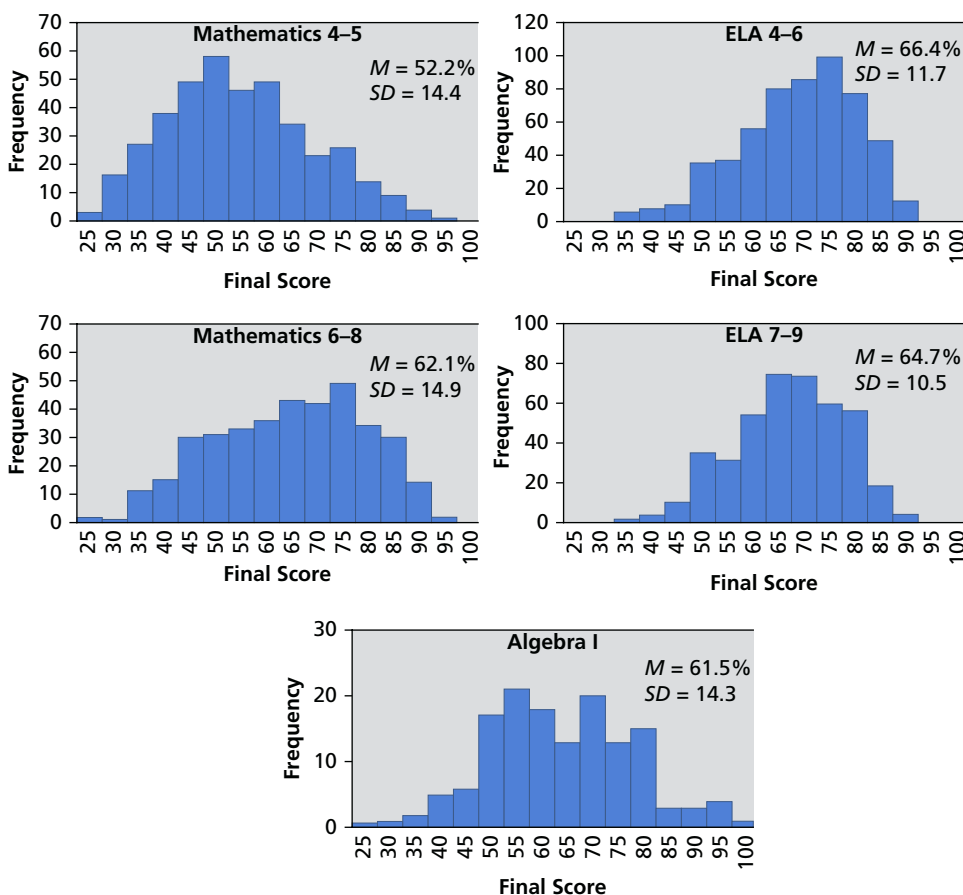 Mathematics 4–5
M = 52.2%
SD = 14.4
Frequency
70
60
50
40
30
20
10
0
25 30 35 40 45 50 55 60 65 70 75 80 85 90 95 100
Final Score
ELA 4–6
M = 66.4%
SD = 11.7
Frequency
120
100
80
60
40
20
0
25 30 35 40 45 50 55 60 65 70 75 80 85 90 95 100
Final Score
Mathematics 6–8
M = 62.1%
SD = 14.9
Frequency
70
60
50
40
30
20
10
0
25 30 35 40 45 50 55 60 65 70 75 80 85 90 95 100
Final Score
ELA 7–9
M = 64.7%
SD = 10.5
Frequency
100
80
60
40
20
0
25 30 35 40 45 50 55 60 65 70 75 80 85 90 95 100
Final Score
Algebra I
M = 61.5%
SD = 14.3
Frequency
30
20
10
0
25 30 35 40 45 50 55 60 65 70 75 80 85 90 95 100
Final Score